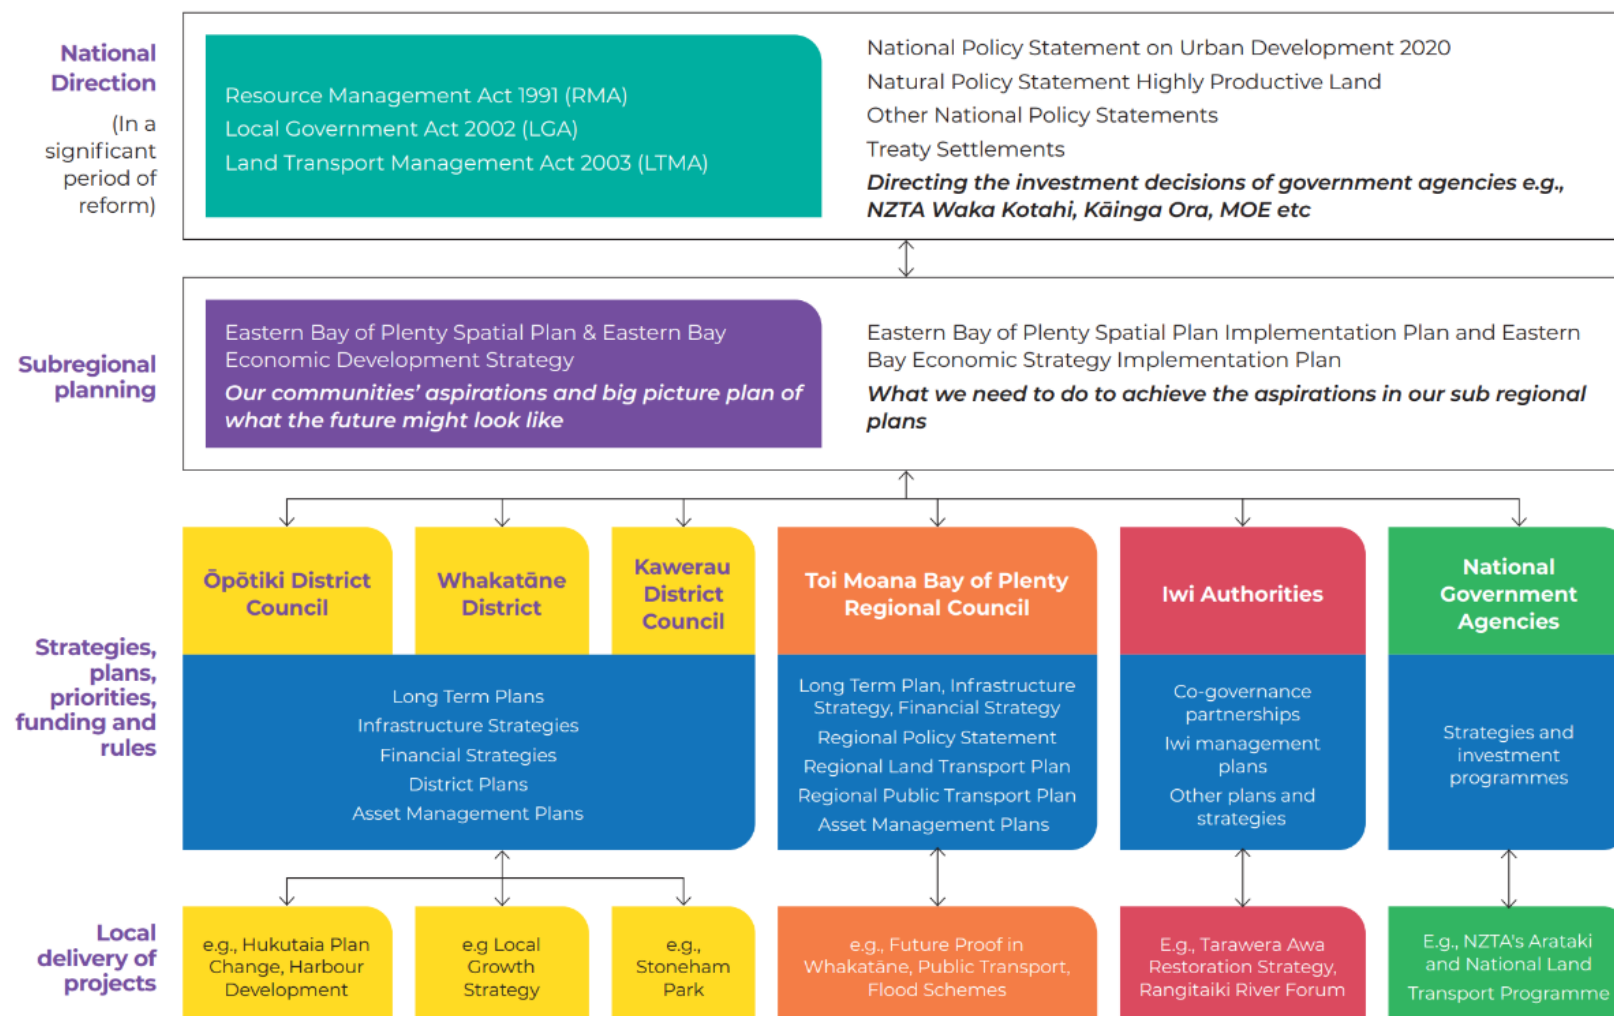 National
Direction
(In a
significant
period of
reform)
Resource Management Act 1991 (RMA)
Local Government Act 2002 (LGA)
Land Transport Management Act 2003 (LTMA)
National Policy Statement on Urban Development 2020
Natural Policy Statement Highly Productive Land
Other National Policy Statements
Treaty Settlements
Directing the investment decisions of government agencies e.g.,
NZTA Waka Kotahi, Kāinga Ora, MOE etc
Subregional
planning
Eastern Bay of Plenty Spatial Plan & Eastern Bay
Economic Development Strategy
Our communities' aspirations and big picture plan of
what the future might look like
Eastern Bay of Plenty Spatial Plan Implementation Plan and Eastern
Bay Economic Strategy Implementation Plan
What we need to do to achieve the aspirations in our sub regional
plans
Strategies,
plans,
priorities,
funding and
rules
Ōpōtiki District
Council
Whakatāne
District
Kawerau
District
Council
Long Term Plans
Infrastructure Strategies
Financial Strategies
District Plans
Asset Management Plans
Toi Moana Bay of Plenty
Regional Council
Long Term Plan, Infrastructure
Strategy, Financial Strategy
Regional Policy Statement
Regional Land Transport Plan
Regional Public Transport Plan
Asset Management Plans
Iwi Authorities
Co-governance
partnerships
Iwi management
plans
Other plans and
strategies
National
Government
Agencies
Strategies and
investment
programmes
Local
delivery of
projects
e.g., Hukutaia Plan
Change, Harbour
Development
e.g Local
Growth
Strategy
e.g.,
Stoneham
Park
e.g., Future Proof in
Whakatāne, Public Transport,
Flood Schemes
E.g., Tarawera Awa
Restoration Strategy,
Rangitaiki River Forum
E.g., NZTA's Arataki
and National Land
Transport Programme